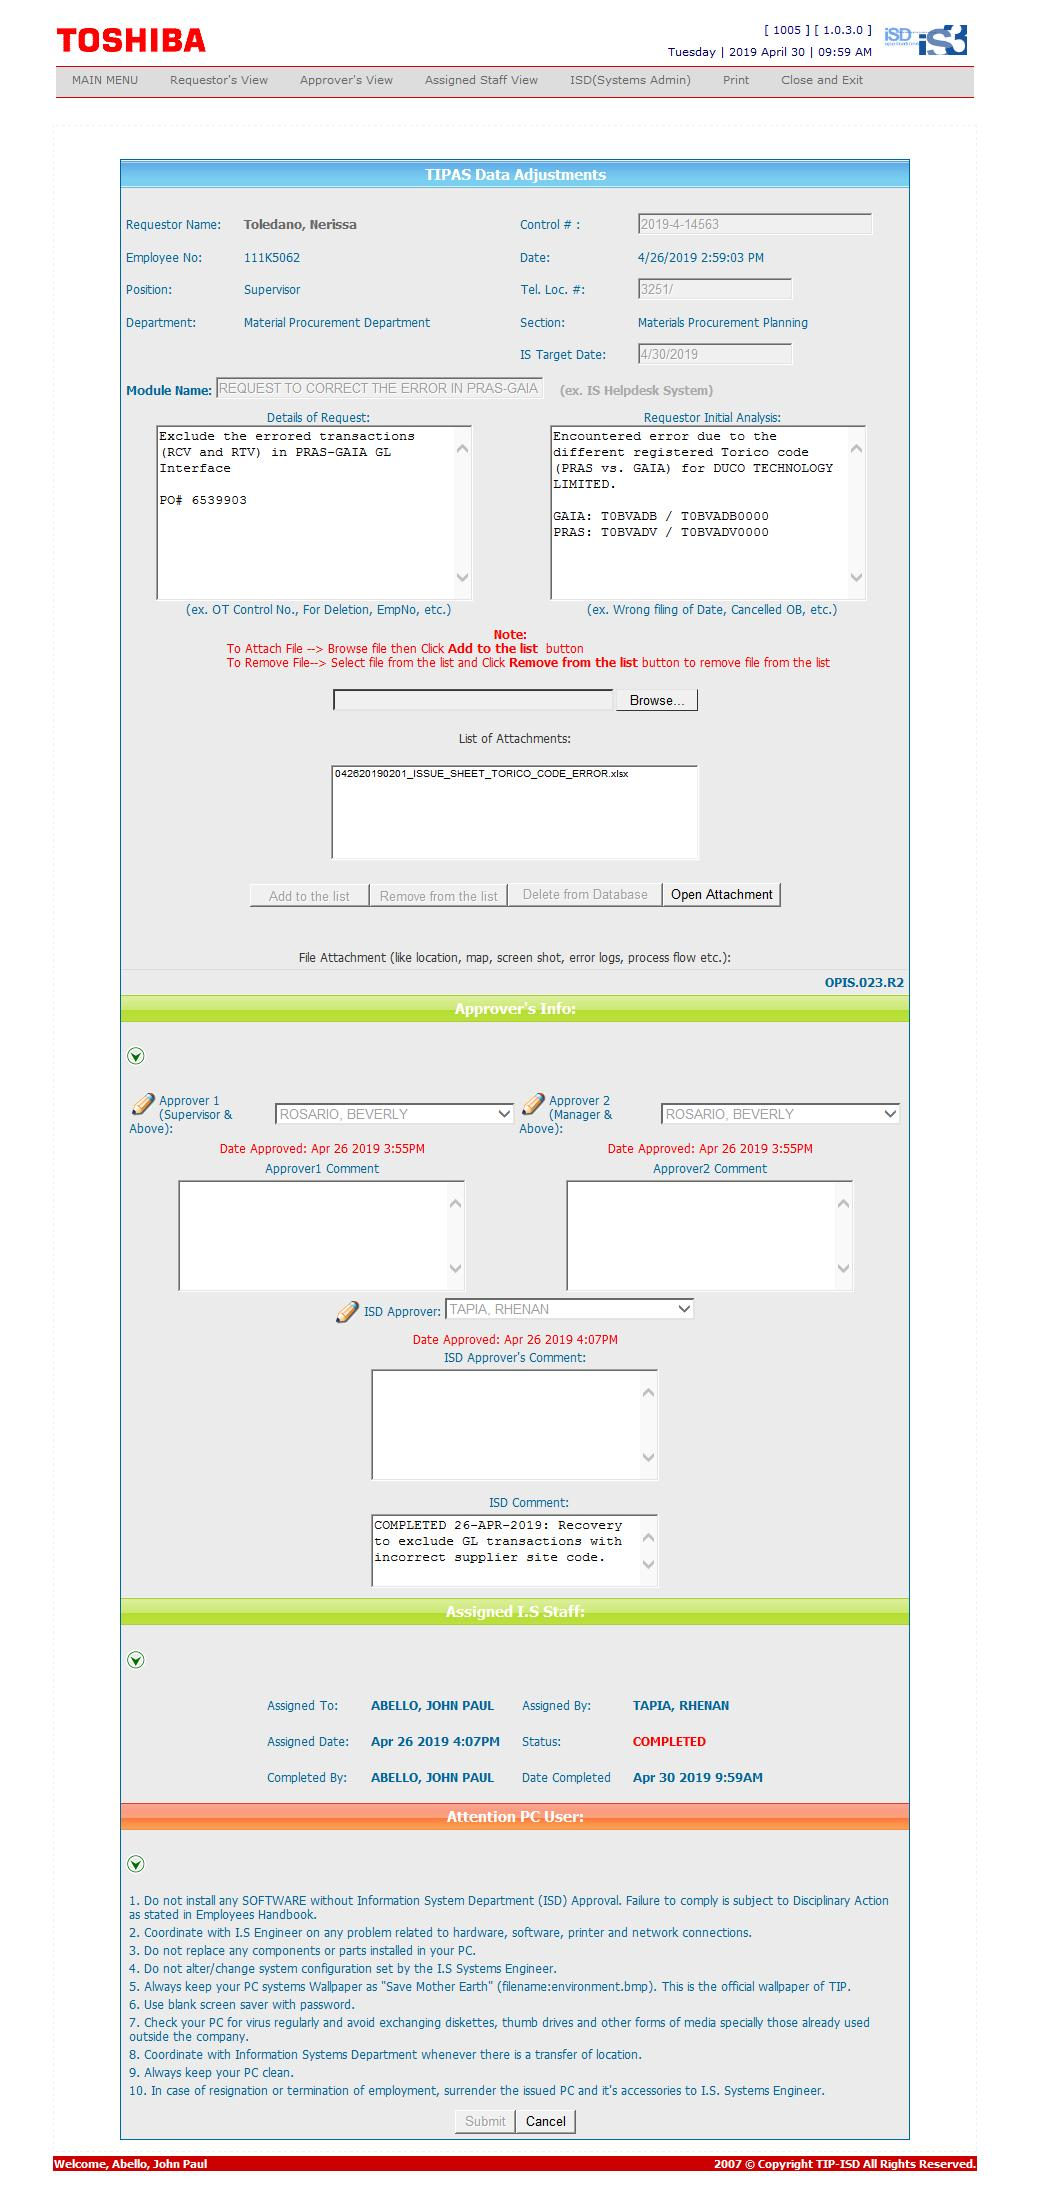 TOSHIBA
[ 1005 ] [ 1.0.3.0 ]
ISD
iS3
Tuesday | 2019 April 30 | 09:59 AM
MAIN MENU Requestor's View Approver's View Assigned Staff View ISD(Systems Admin) Print Close and Exit
TIPAS Data Adjustments
Requestor Name: Toledano, Nerissa Control # : 2019-4-14563
Employee No: 111K5062 Date: 4/26/2019 2:59:03 PM
Position: Supervisor Tel. Loc. #: 3251/
Department: Material Procurement Department Section: Materials Procurement Planning
IS Target Date: 4/30/2019
Module Name: REQUEST TO CORRECT THE ERROR IN PRAS-GAIA (ex. IS Helpdesk System)
Details of Request:
Exclude the errored transactions
(RCV and RTV) in PRAS-GAIA GL
Interface
PO# 6539903
(ex. OT Control No., For Deletion, EmpNo, etc.)
Requestor Initial Analysis:
Encountered error due to the
different registered Torico code
(PRAS vs. GAIA) for DUCO TECHNOLOGY
LIMITED.
GAIA: T0BVADB / T0BVADB0000
PRAS: T0BVADV / T0BVADV0000
(ex. Wrong filing of Date, Cancelled OB, etc.)
Note:
To Attach File --> Browse file then Click Add to the list button
To Remove File--> Select file from the list and Click Remove from the list button to remove file from the list
Browse...
List of Attachments:
042620190201_ISSUE_SHEET_TORICO_CODE_ERROR.xlsx
Add to the list Remove from the list Delete from Database Open Attachment
File Attachment (like location, map, screen shot, error logs, process flow etc.):
OPIS.023.R2
Approver's Info:
Approver 1
(Supervisor &
Above):
ROSARIO, BEVERLY
Approver 2
(Manager &
Above):
ROSARIO, BEVERLY
Date Approved: Apr 26 2019 3:55PM Date Approved: Apr 26 2019 3:55PM
Approver1 Comment Approver2 Comment
ISD Approver: TAPIA, RHENAN
Date Approved: Apr 26 2019 4:07PM
ISD Approver's Comment:
ISD Comment:
COMPLETED 26-APR-2019: Recovery
to exclude GL transactions with
incorrect supplier site code.
Assigned I.S Staff:
Assigned To: ABELLO, JOHN PAUL Assigned By: TAPIA, RHENAN
Assigned Date: Apr 26 2019 4:07PM Status: COMPLETED
Completed By: ABELLO, JOHN PAUL Date Completed Apr 30 2019 9:59AM
Attention PC User:
1. Do not install any SOFTWARE without Information System Department (ISD) Approval. Failure to comply is subject to Disciplinary Action
as stated in Employees Handbook.
2. Coordinate with I.S Engineer on any problem related to hardware, software, printer and network connections.
3. Do not replace any components or parts installed in your PC.
4. Do not alter/change system configuration set by the I.S Systems Engineer.
5. Always keep your PC systems Wallpaper as "Save Mother Earth" (filename:environment.bmp). This is the official wallpaper of TIP.
6. Use blank screen saver with password.
7. Check your PC for virus regularly and avoid exchanging diskettes, thumb drives and other forms of media specially those already used
outside the company.
8. Coordinate with Information Systems Department whenever there is a transfer of location.
9. Always keep your PC clean.
10. In case of resignation or termination of employment, surrender the issued PC and it's accessories to I.S. Systems Engineer.
Submit Cancel
Welcome, Abello, John Paul 2007 © Copyright TIP-ISD All Rights Reserved.